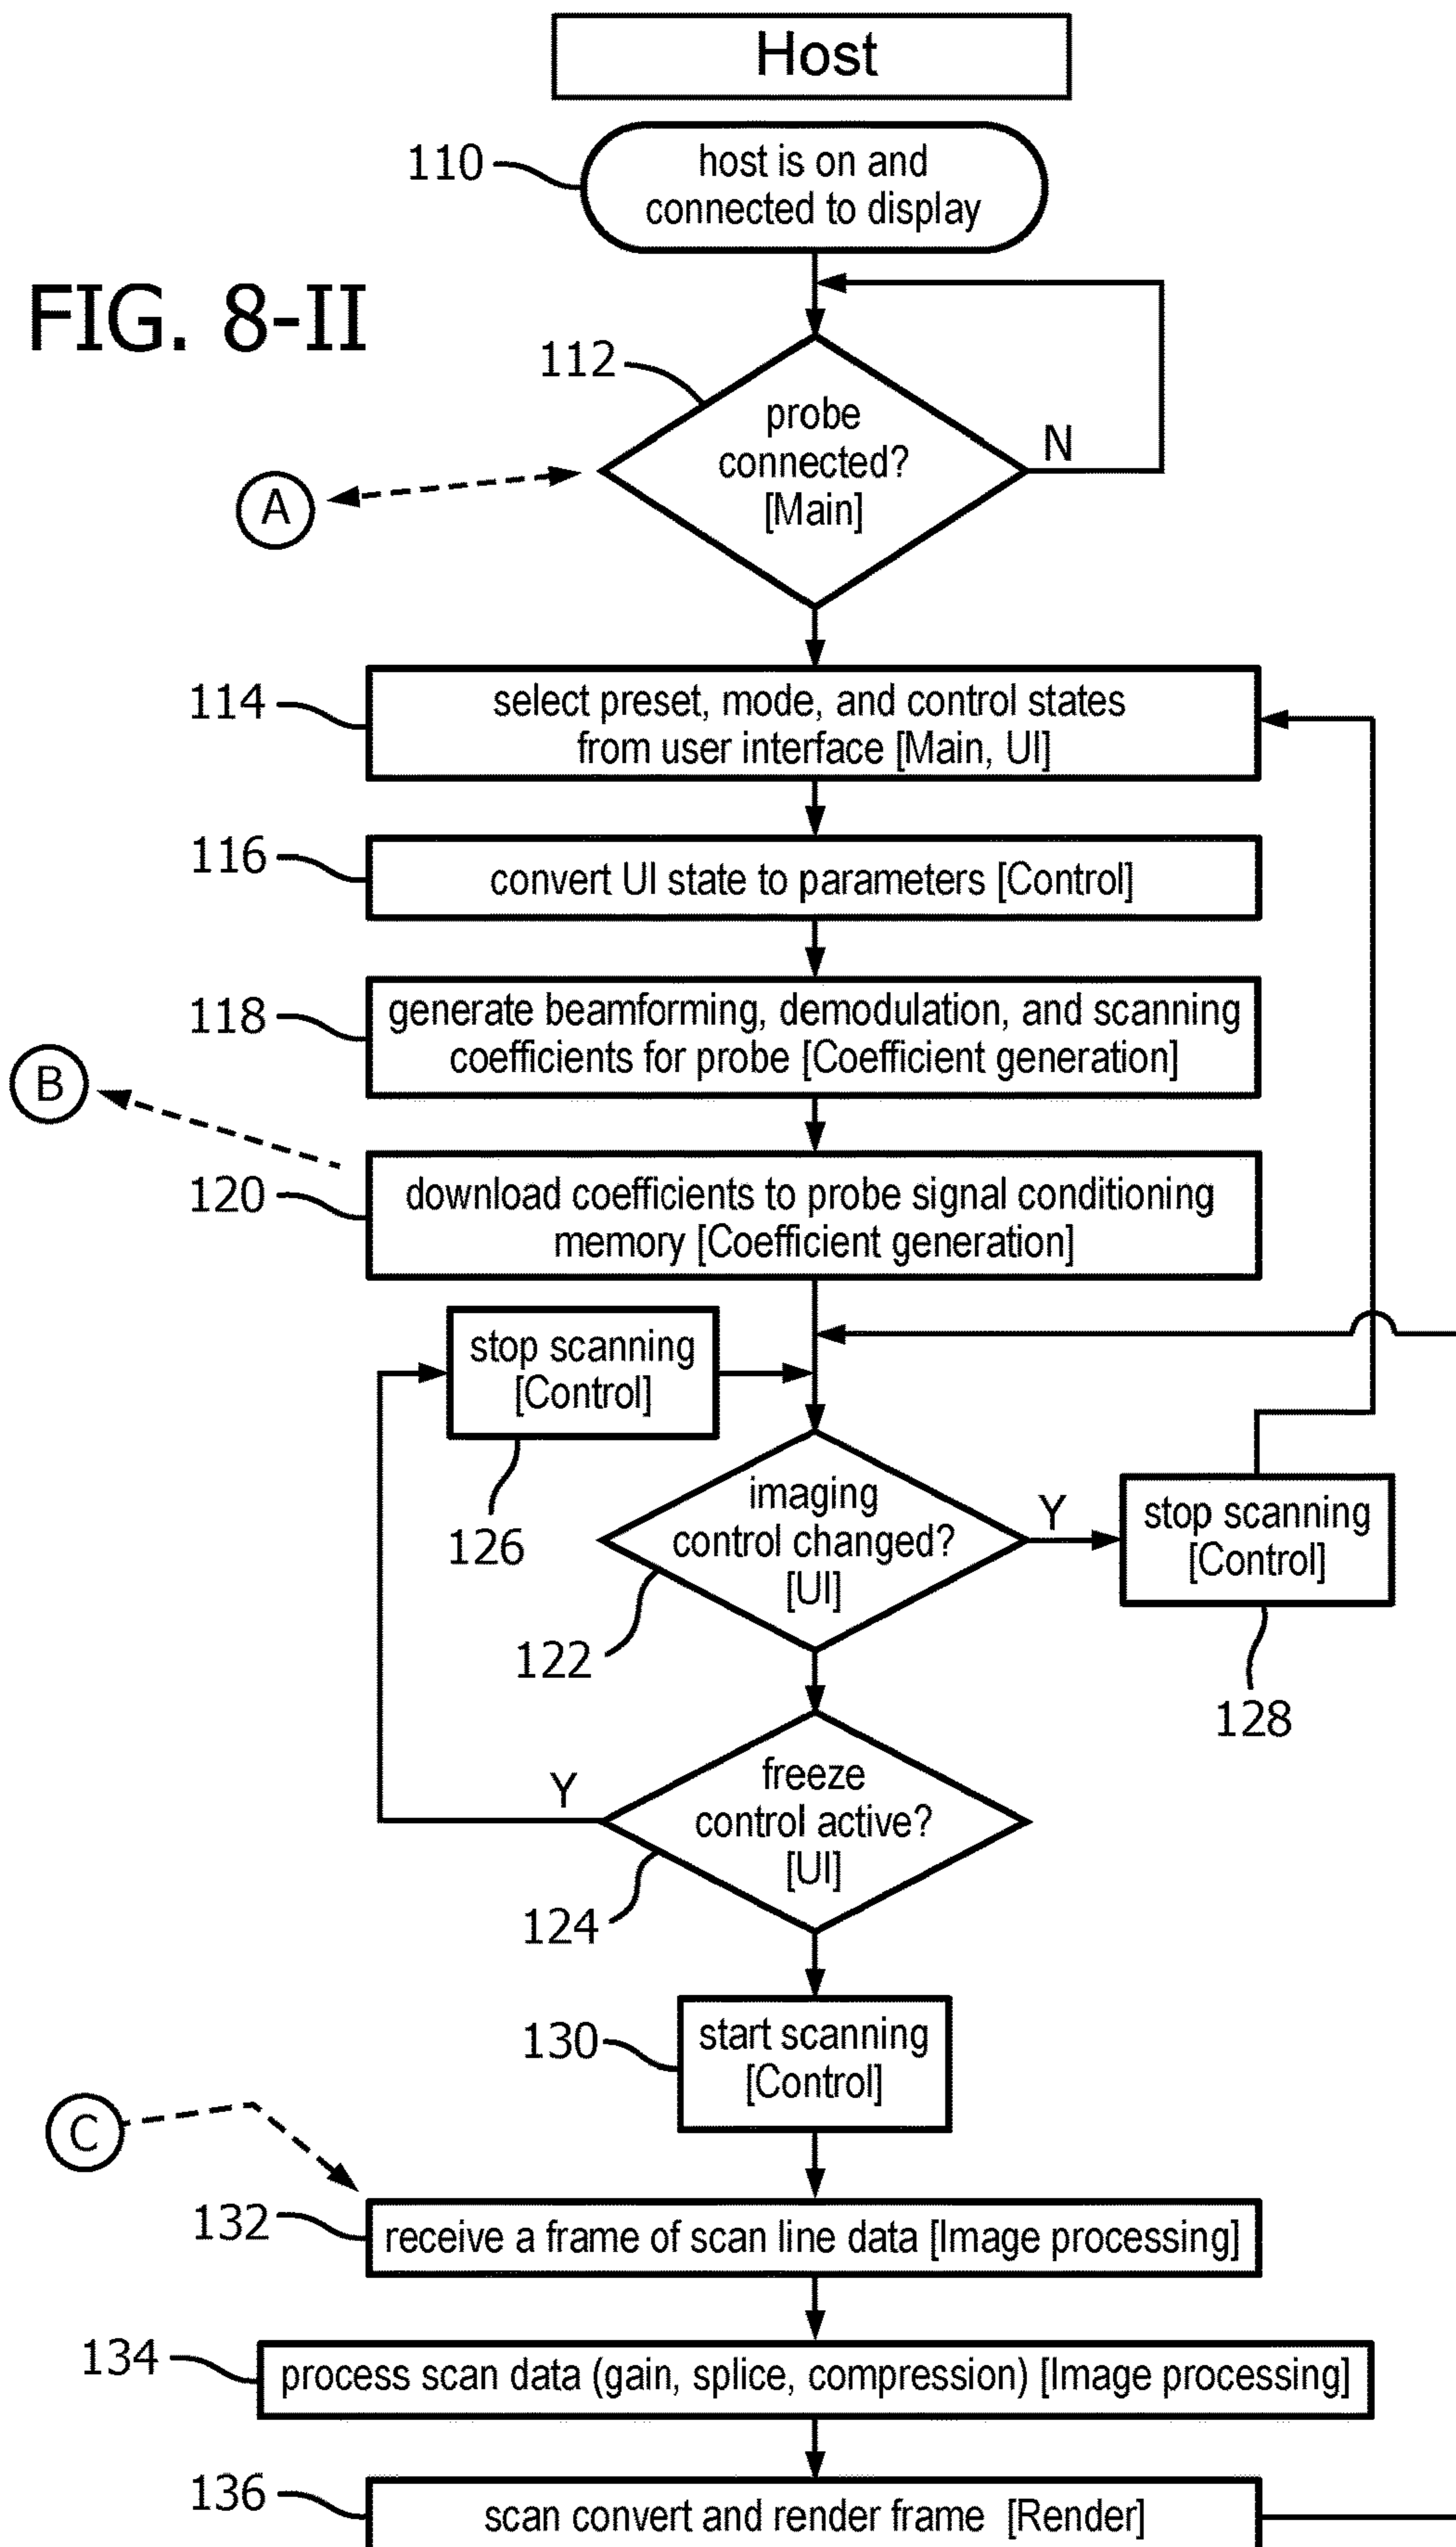 Host
110
host is on and
connected to display
FIG. 8-II
112
probe
connected?
[Main]
N
A
114
select preset, mode, and control states
from user interface [Main, UI]
116
convert UI state to parameters [Control]
118
generate beamforming, demodulation, and scanning
coefficients for probe [Coefficient generation]
B
120
download coefficients to probe signal conditioning
memory [Coefficient generation]
stop scanning
[Control]
126
imaging
control changed?
[UI]
Y
122
stop scanning
[Control]
128
freeze
control active?
[UI]
Y
124
130
start scanning
[Control]
C
132
receive a frame of scan line data [Image processing]
134
process scan data (gain, splice, compression) [Image processing]
136
scan convert and render frame [Render]